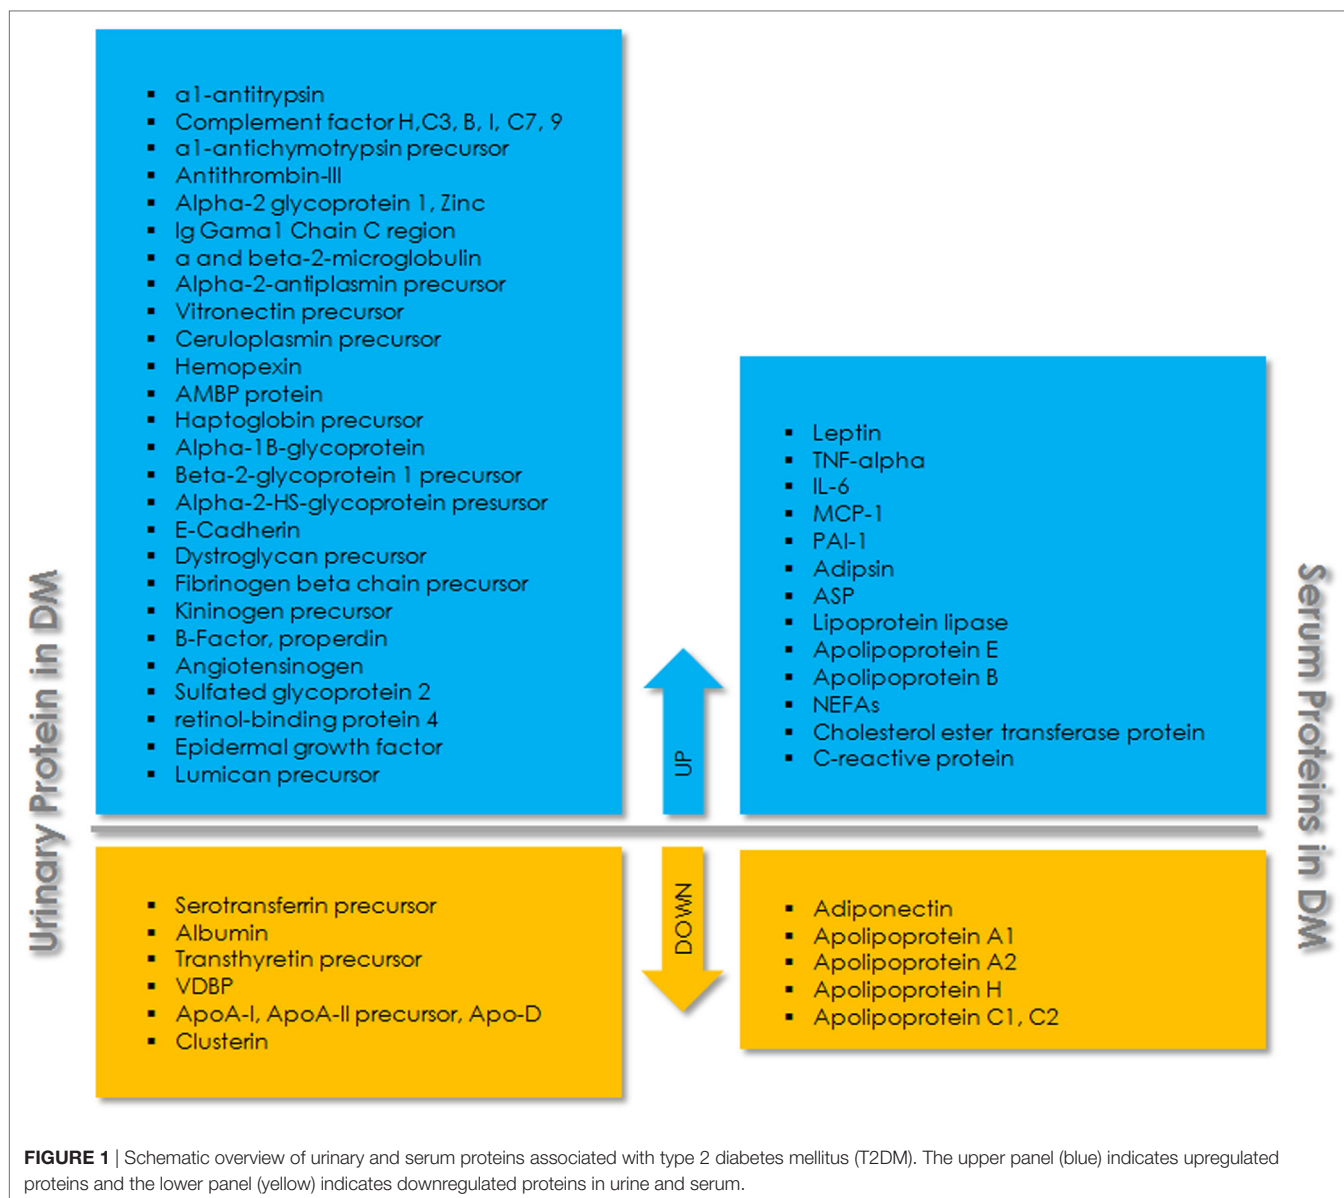 Urinary Protein in DM
▪ α1-antitrypsin
▪ Complement factor H,C3, B, I, C7, 9
▪ α1-antichymotrypsin precursor
▪ Antithrombin-III
▪ Alpha-2 glycoprotein 1, Zinc
▪ Ig Gama1 Chain C region
▪ α and beta-2-microglobulin
▪ Alpha-2-antiplasmin precursor
▪ Vitronectin precursor
▪ Ceruloplasmin precursor
▪ Hemopexin
▪ AMBP protein
▪ Haptoglobin precursor
▪ Alpha-1B-glycoprotein
▪ Beta-2-glycoprotein 1 precursor
▪ Alpha-2-HS-glycoprotein presursor
▪ E-Cadherin
▪ Dystroglycan precursor
▪ Fibrinogen beta chain precursor
▪ Kininogen precursor
▪ B-Factor, properdin
▪ Angiotensinogen
▪ Sulfated glycoprotein 2
▪ retinol-binding protein 4
▪ Epidermal growth factor
▪ Lumican precursor
UP
▪ Leptin
▪ TNF-alpha
▪ IL-6
▪ MCP-1
▪ PAI-1
▪ Adipsin
▪ ASP
▪ Lipoprotein lipase
▪ Apolipoprotein E
▪ Apolipoprotein B
▪ NEFAs
▪ Cholesterol ester transferase protein
▪ C-reactive protein
Serum Proteins in DM
▪ Serotransferrin precursor
▪ Albumin
▪ Transthyretin precursor
▪ VDBP
▪ ApoA-I, ApoA-II precursor, Apo-D
▪ Clusterin
DOWN
▪ Adiponectin
▪ Apolipoprotein A1
▪ Apolipoprotein A2
▪ Apolipoprotein H
▪ Apolipoprotein C1, C2
FIGURE 1 | Schematic overview of urinary and serum proteins associated with type 2 diabetes mellitus (T2DM). The upper panel (blue) indicates upregulated
proteins and the lower panel (yellow) indicates downregulated proteins in urine and serum.